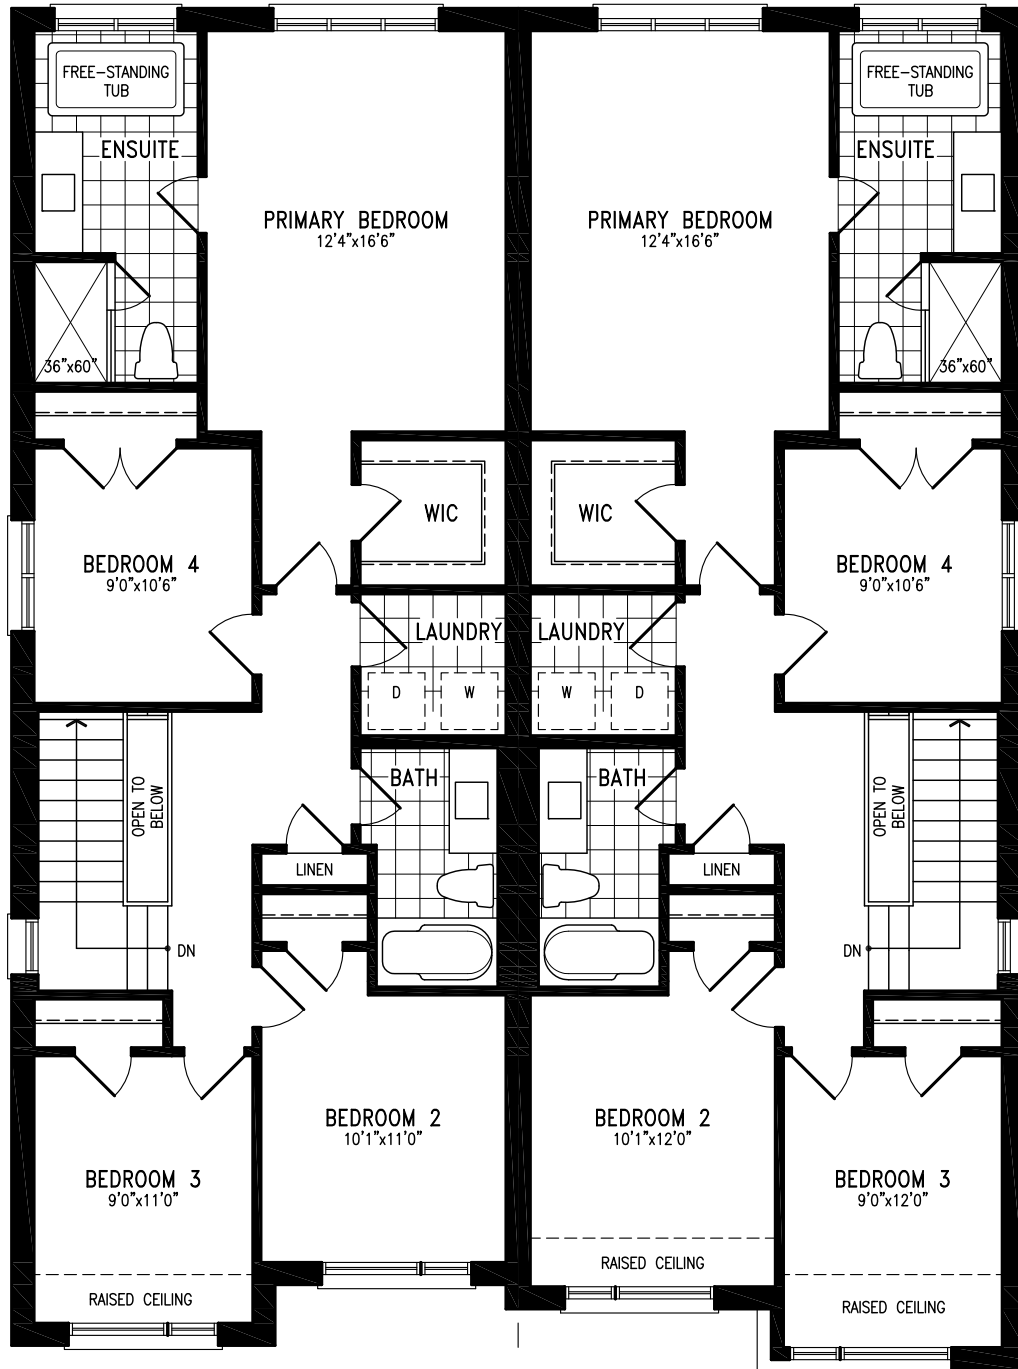 FREE-STANDING
TUB
FREE-STANDING
TUB
ENSUITE
ENSUITE
PRIMARY BEDROOM
12'4"x16'6"
PRIMARY BEDROOM
12'4"x16'6"
36"x60"
36"x60"
WIC
WIC
BEDROOM 4
9'0"x10'6"
BEDROOM 4
9'0"x10'6"
LAUNDRY
LAUNDRY
D
W
W
D
BATH
BATH
OPEN TO
BELOW
OPEN TO
BELOW
LINEN
LINEN
DN
DN
BEDROOM 2
10'1"x11'0"
BEDROOM 2
10'1"x12'0"
BEDROOM 3
9'0"x11'0"
BEDROOM 3
9'0"x12'0"
RAISED CEILING
RAISED CEILING
RAISED CEILING